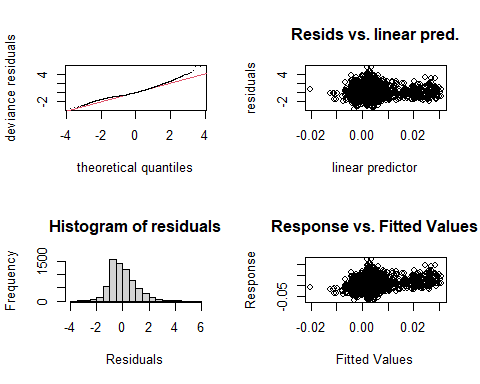 deviance residuals
4
-2
-4 -2 0 2 4
theoretical quantiles
Resids vs. linear pred.
residuals
4
-2
-0.02 0.00 0.02
linear predictor
Histogram of residuals
Frequency
1500
0
-4 -2 0 2 4 6
Residuals
Response vs. Fitted Values
Response
-0.05
-0.02 0.00 0.02
Fitted Values